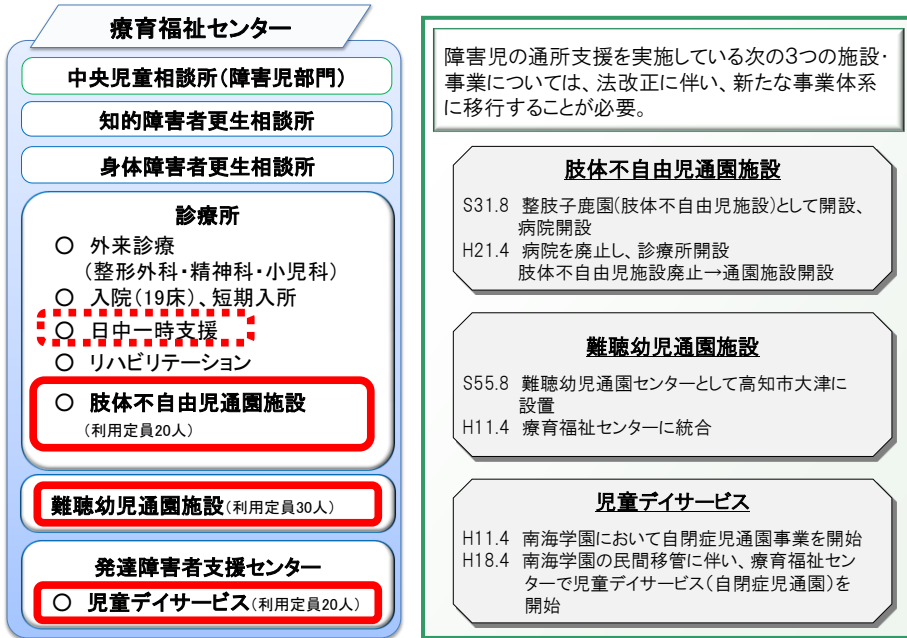 療育福祉センター
中央児童相談所(障害児部門)
知的障害者更生相談所
身体障害者更生相談所
診療所
○ 外来診療
(整形外科・精神科・小児科)
○ 入院(19床)、短期入所
○ 日中一時支援
○ リハビリテーション
○ 肢体不自由児通園施設
(利用定員20人)
難聴幼児通園施設(利用定員30人)
発達障害者支援センター
○ 児童デイサービス(利用定員20人)
障害児の通所支援を実施している次の3つの施設・
事業については、法改正に伴い、新たな事業体系
に移行することが必要。
肢体不自由児通園施設
S31.8 整肢子鹿園(肢体不自由児施設)として開設、
病院開設
H21.4 病院を廃止し、診療所開設
肢体不自由児施設廃止→通園施設開設
難聴幼児通園施設
S55.8 難聴幼児通園センターとして高知市大津に
設置
H11.4 療育福祉センターに統合
児童デイサービス
H11.4 南海学園において自閉症児通園事業を開始
H18.4 南海学園の民間移管に伴い、療育福祉セン
ターで児童デイサービス(自閉症児通園)を
開始